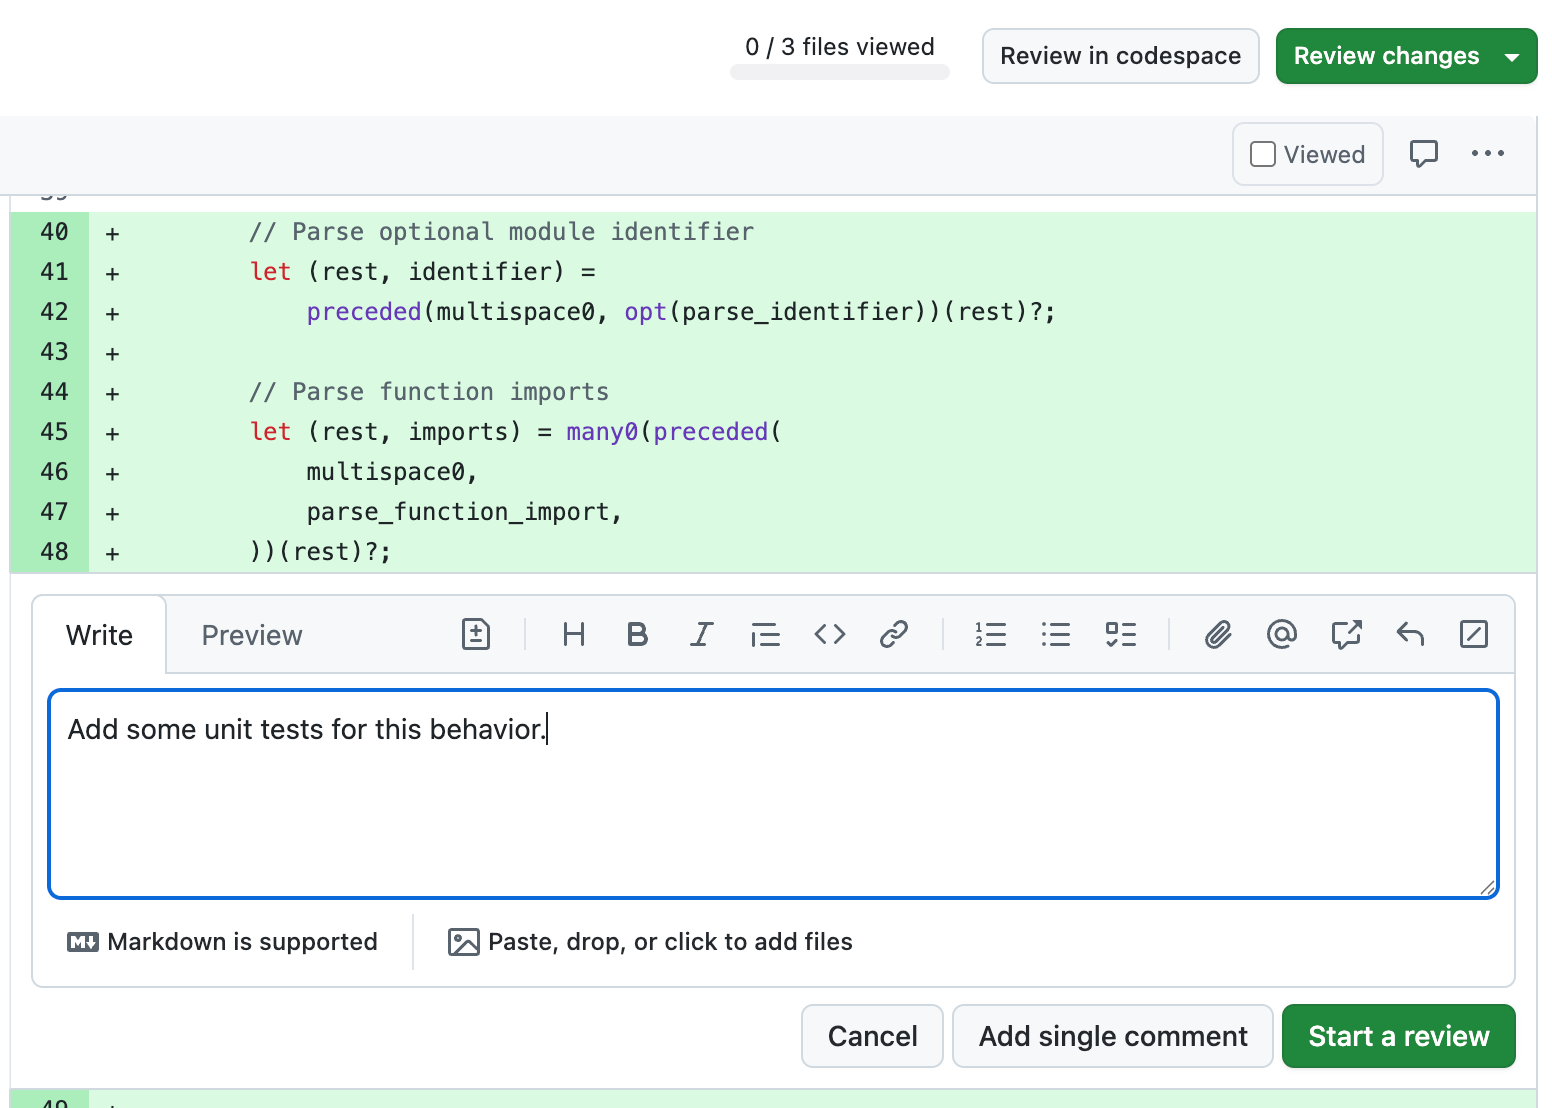 0 / 3 files viewed
Review in codespace
Review changes
Viewed
39
40 + // Parse optional module identifier
41 + let (rest, identifier) =
42 + preceded(multispace0, opt(parse_identifier))(rest)?;
43 +
44 + // Parse function imports
45 + let (rest, imports) = many0(preceded(
46 + multispace0,
47 + parse_function_import,
48 + ))(rest)?;
Write
Preview
Add some unit tests for this behavior.
Markdown is supported
Paste, drop, or click to add files
Cancel
Add single comment
Start a review
49 +